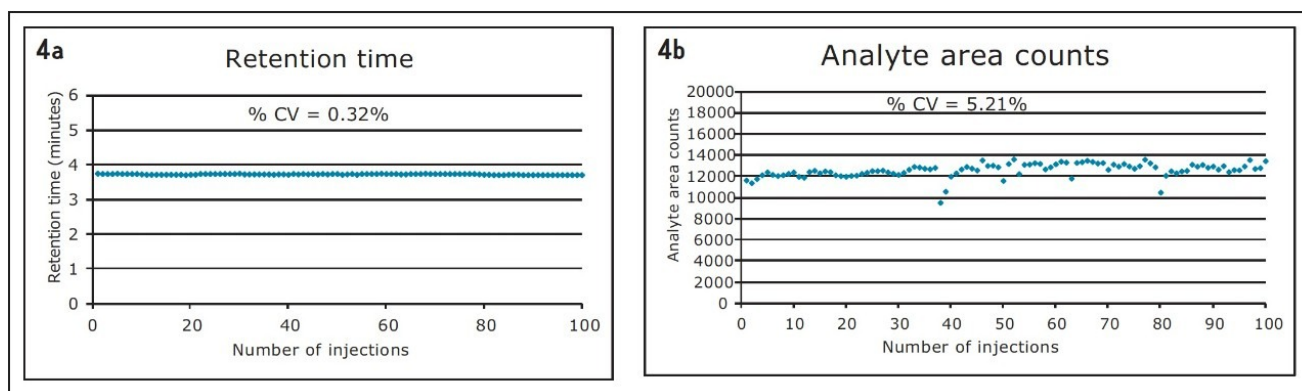 4a
Retention time
% CV = 0.32%
Retention time (minutes)
6
5
4
3
2
1
0
0 20 40 60 80 100
Number of injections
4b
Analyte area counts
% CV = 5.21%
Analyte area counts
20000
18000
16000
14000
12000
10000
8000
6000
4000
2000
0
0 10 20 30 40 50 60 70 80 90 100
Number of injections